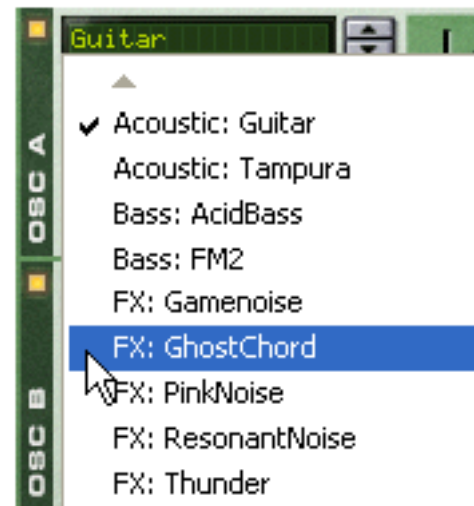 Guitar
OSC A
Acoustic: Guitar
Acoustic: Tampura
Bass: AcidBass
Bass: FM2
FX: Gamenoise
FX: GhostChord
FX: PinkNoise
FX: ResonantNoise
FX: Thunder
OSC B